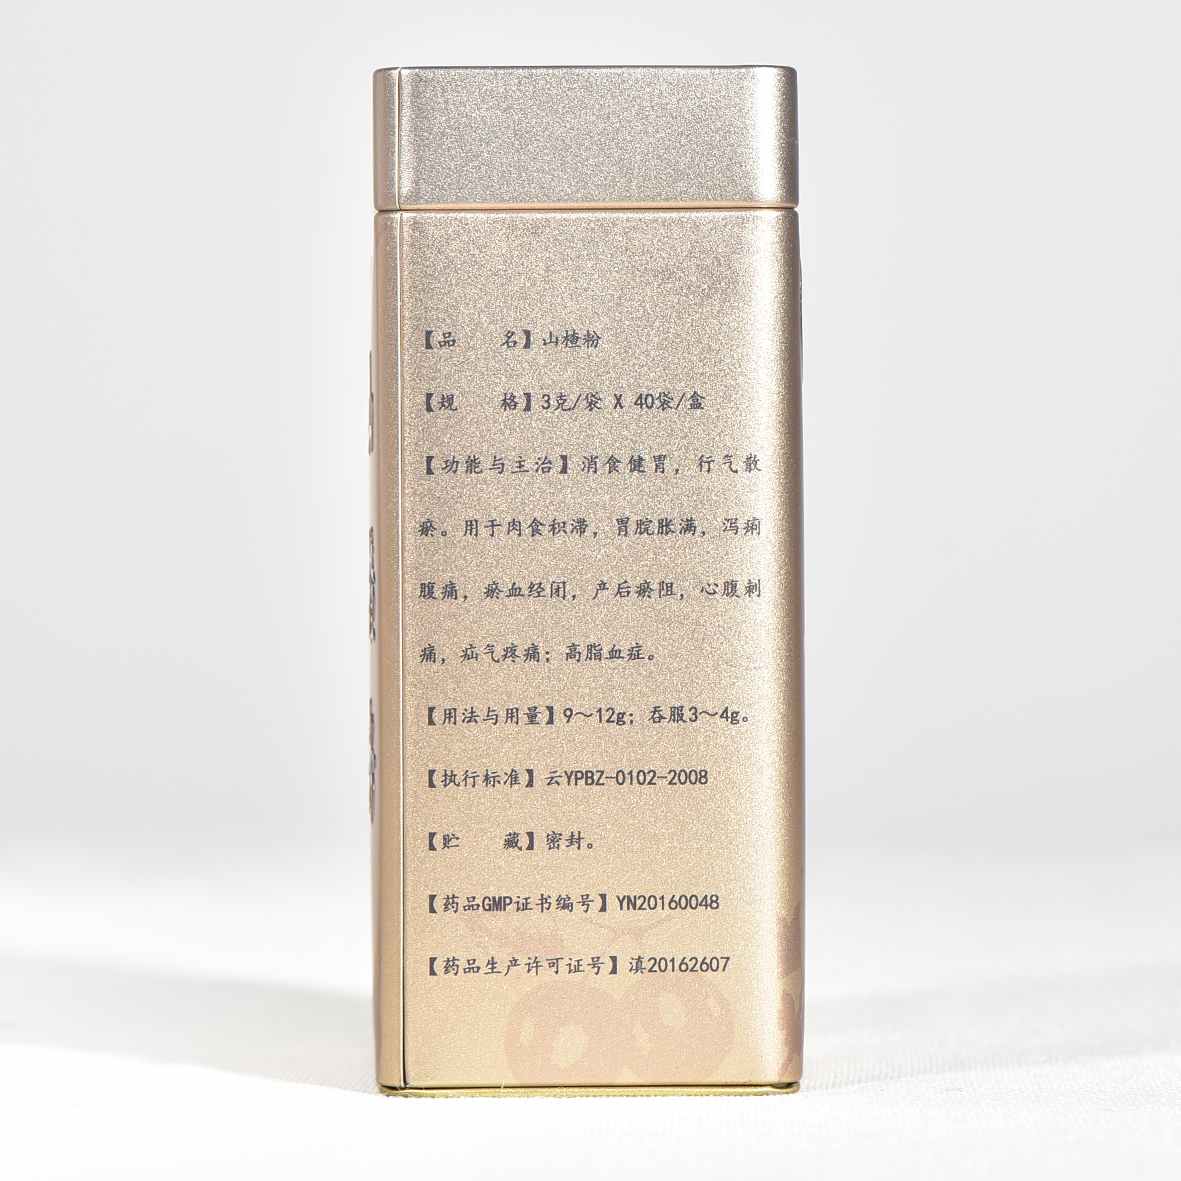 【品 名】山楂粉
【规 格】3克/袋 X 40袋/盒
【功能与主治】消食健胃，行气散
瘀。用于肉食积滞，胃脘胀满，泻痢
腹痛，瘀血经闭，产后瘀阻，心腹刺
痛，疝气疼痛；高脂血症。
【用法与用量】9～12g；吞服3～4g。
【执行标准】云YPBZ-0102-2008
【贮 藏】密封。
【药品GMP证书编号】YN20160048
【药品生产许可证号】滇20162607